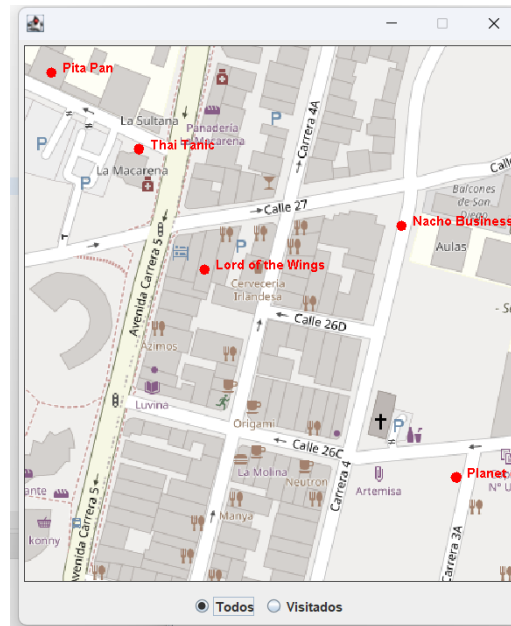 Pita Pan
La Sultana
Panadería
La Macarena
Thai Tanic
La Macarena
Carrera 4A
Calle 27
Balcones
de San
Diego
Nacho Business
Aulas
Avenida Carrera 5
Lord of the Wings
Cervecería
Irlandesa
Calle 26D
Azimos
Luvina
Origami
Calle 26C
La Molina
Neutron
Carrera 4
Artemisa
Planet
N° U
ante
konny
Manya
Avenida Carrera 5
Carrera 3A
Todos
Visitados